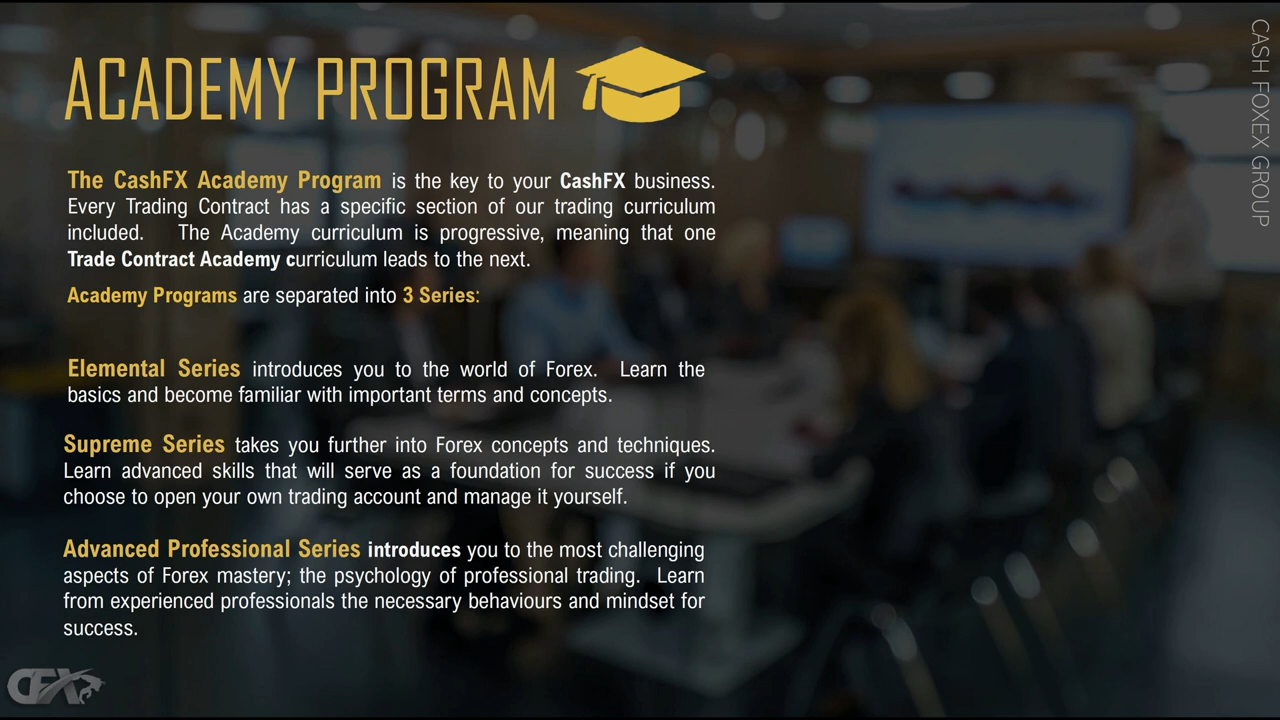 ACADEMY PROGRAM
The CashFX Academy Program is the key to your CashFX business.
Every Trading Contract has a specific section of our trading curriculum
included. The Academy curriculum is progressive, meaning that one
Trade Contract Academy curriculum leads to the next.
Academy Programs are separated into 3 Series:
Elemental Series introduces you to the world of Forex. Learn the
basics and become familiar with important terms and concepts.
Supreme Series takes you further into Forex concepts and techniques.
Learn advanced skills that will serve as a foundation for success if you
choose to open your own trading account and manage it yourself.
Advanced Professional Series introduces you to the most challenging
aspects of Forex mastery; the psychology of professional trading. Learn
from experienced professionals the necessary behaviours and mindset for
success.
CFX
CASH FOXEX GROUP